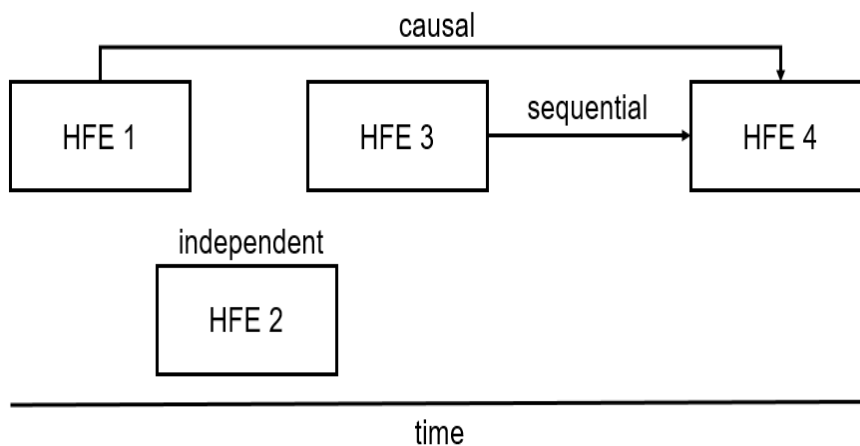 causal
HFE 1
HFE 3
sequential
HFE 4
independent
HFE 2
time